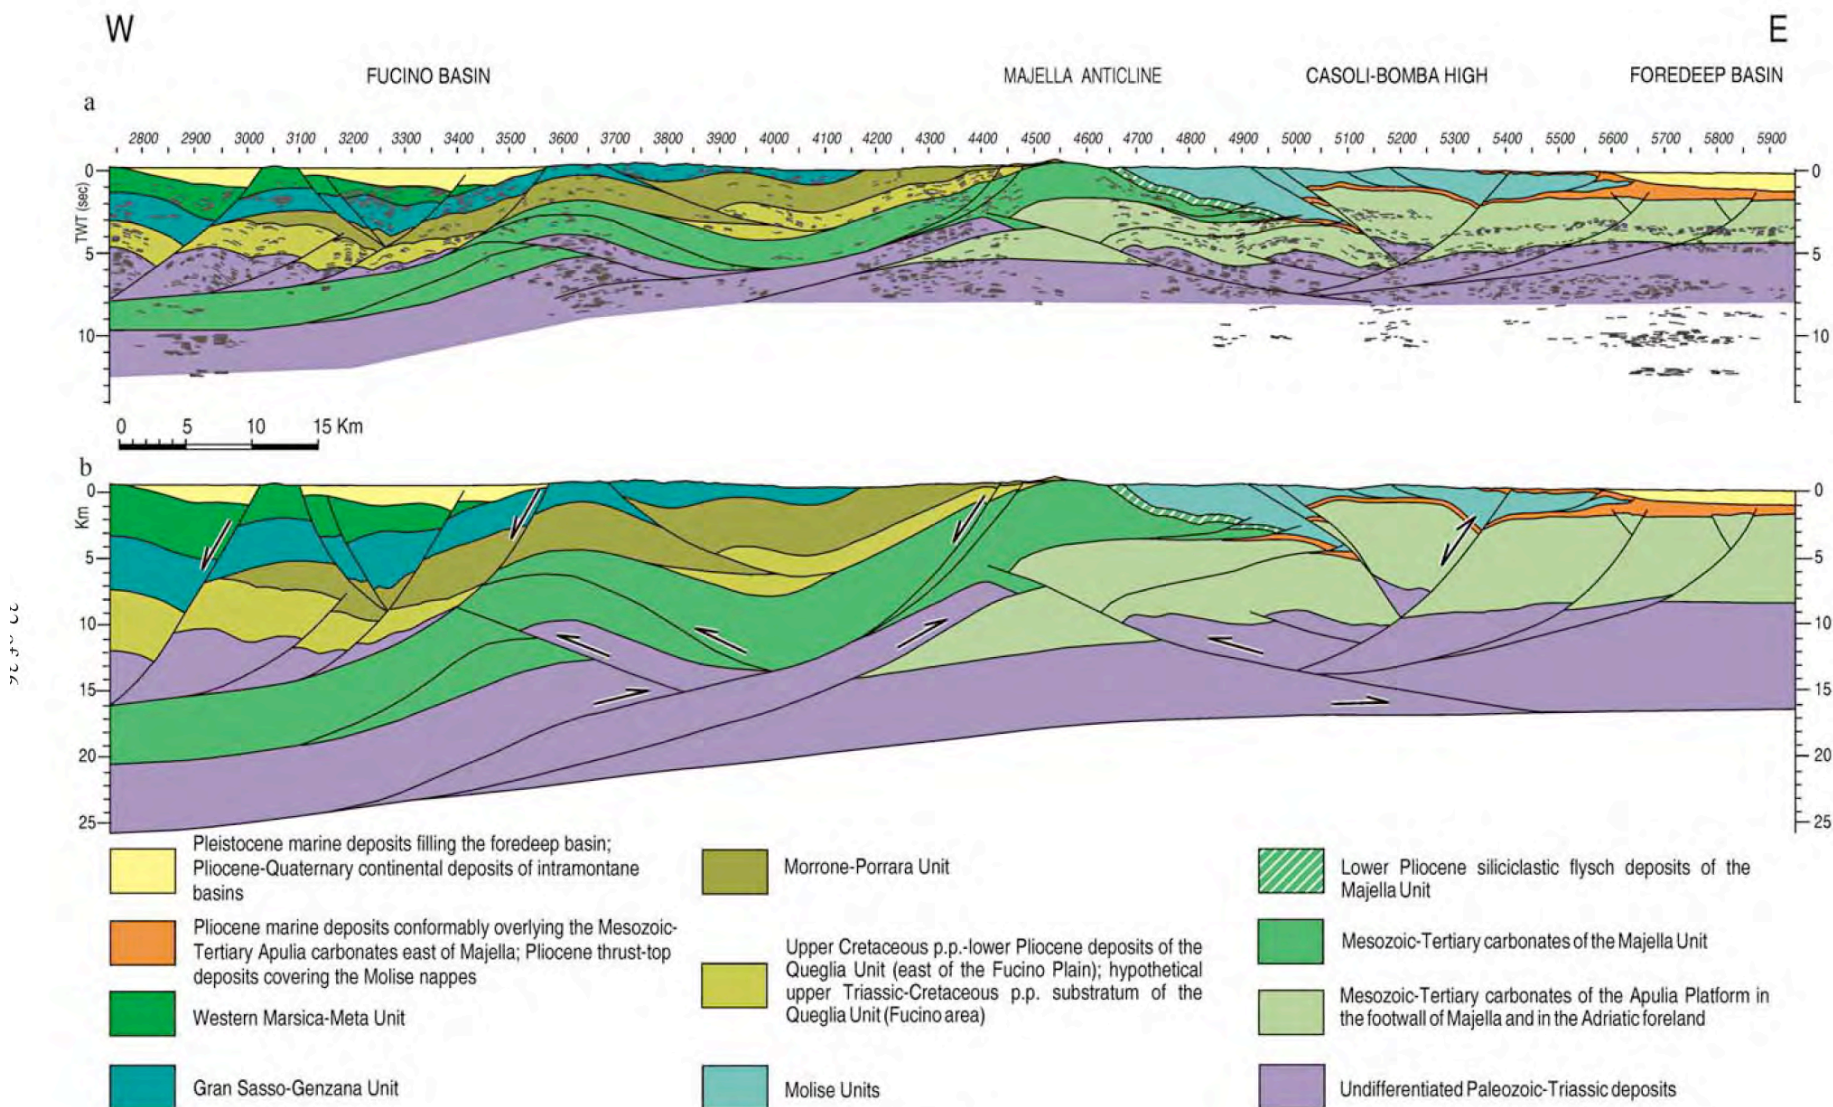 W
E
FUCINO BASIN
MAJELLA ANTICLINE
CASOLI-BOMBA HIGH
FOREDEEP BASIN
a
2800 2900 3000 3100 3200 3300 3400 3500 3600 3700 3800 3900 4000 4100 4200 4300 4400 4500 4600 4700 4800 4900 5000 5100 5200 5300 5400 5500 5600 5700 5800 5900
0
5
10
TWT (sec)
0
5
10
0 5 10 15 Km
b
0
5
10
15
20
25
Km
0
5
10
15
20
25
Pleistocene marine deposits filling the foredeep basin;
Pliocene-Quaternary continental deposits of intramontane
basins
Pliocene marine deposits conformably overlying the Mesozoic-
Tertiary Apulia carbonates east of Majella; Pliocene thrust-top
deposits covering the Molise nappes
Western Marsica-Meta Unit
Gran Sasso-Genzana Unit
Morrone-Porrara Unit
Upper Cretaceous p.p.-lower Pliocene deposits of the
Queglia Unit (east of the Fucino Plain); hypothetical
upper Triassic-Cretaceous p.p. substratum of the
Queglia Unit (Fucino area)
Molise Units
Lower Pliocene siliciclastic flysch deposits of the
Majella Unit
Mesozoic-Tertiary carbonates of the Majella Unit
Mesozoic-Tertiary carbonates of the Apulia Platform in
the footwall of Majella and in the Adriatic foreland
Undifferentiated Paleozoic-Triassic deposits